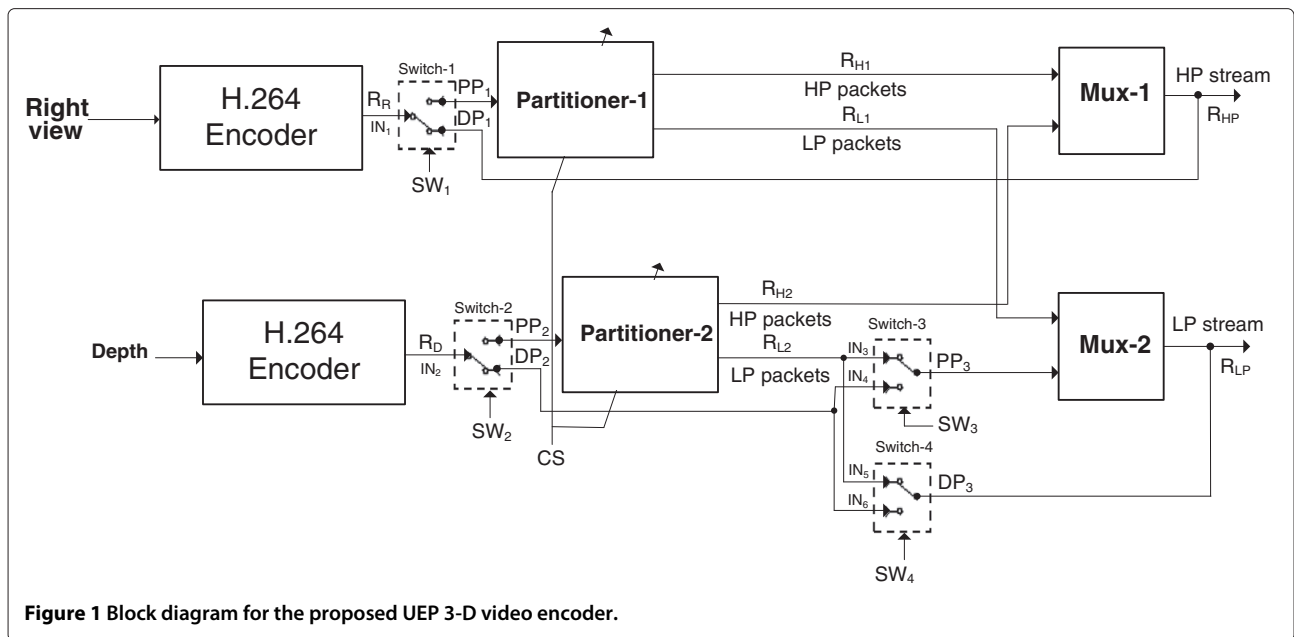 Right view
H.264 Encoder
R_R
IN_1
Switch-1
PP_1
DP_1
SW_1
Partitioner-1
R_H1
HP packets
R_L1
LP packets
Mux-1
HP stream
R_HP
Depth
H.264 Encoder
R_D
IN_2
Switch-2
PP_2
DP_2
SW_2
CS
Partitioner-2
R_H2
HP packets
R_L2
LP packets
Switch-3
IN_3
IN_4
PP_3
SW_3
Switch-4
IN_5
IN_6
DP_3
SW_4
Mux-2
LP stream
R_LP
Figure 1 Block diagram for the proposed UEP 3-D video encoder.